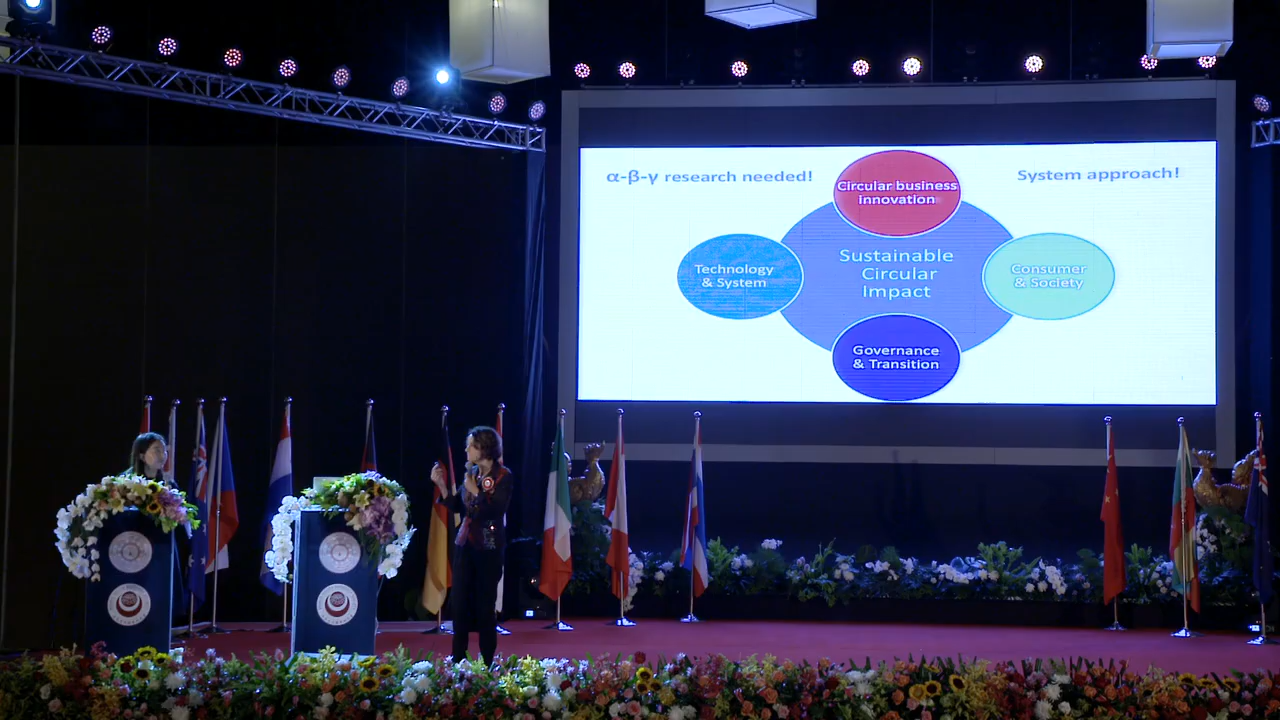 α-β-γ research needed!
System approach!
Circular business
innovation
Sustainable
Circular
Impact
Technology
& System
Consumer
& Society
Governance
& Transition